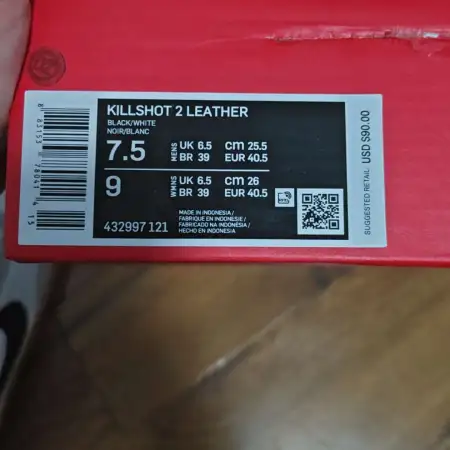 KILLSHOT 2 LEATHER
BLACK/WHITE
NOIR/BLANC
7.5 MENS UK 6.5 CM 25.5
BR 39 EUR 40.5
9 WMNS UK 6.5 CM 26
BR 39 EUR 40.5
432997 121
MADE IN INDONESIA /
FABRIQUE EN INDONESIE /
FABRICADO NA INDONÉSIA /
HECHO EN INDONESIA
SUGGESTED RETAIL USD $90.00